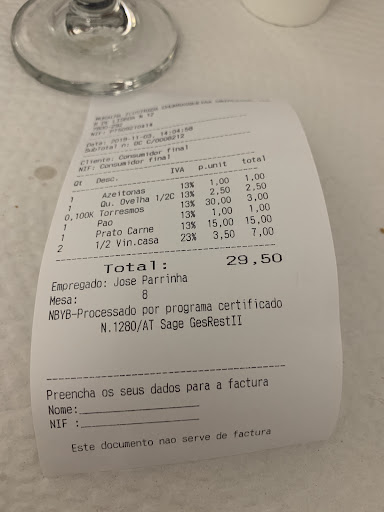 Data: 2018-11-03, 14:04:58
Subtotal n: DC C/0008212
Cliente: Consumidor final
NIF: Consumidor final
Qt Desc. IVA p.unit total
1 Azeitonas 13% 1,00 1,00
1 Qu. Ovelha 1/2C 13% 2,50 2,50
0,100K Torresmos 13% 30,00 3,00
1 Pao 13% 1,00 1,00
1 Prato Carne 13% 15,00 15,00
2 1/2 Vin.casa 23% 3,50 7,00
Total: 29,50
Empregado: Jose Parrinha
Mesa: 8
NBYB-Processado por programa certificado
N.1280/AT Sage GesRestII
Preencha os seus dados para a factura
Nome:
NIF :
Este documento nao serve de factura